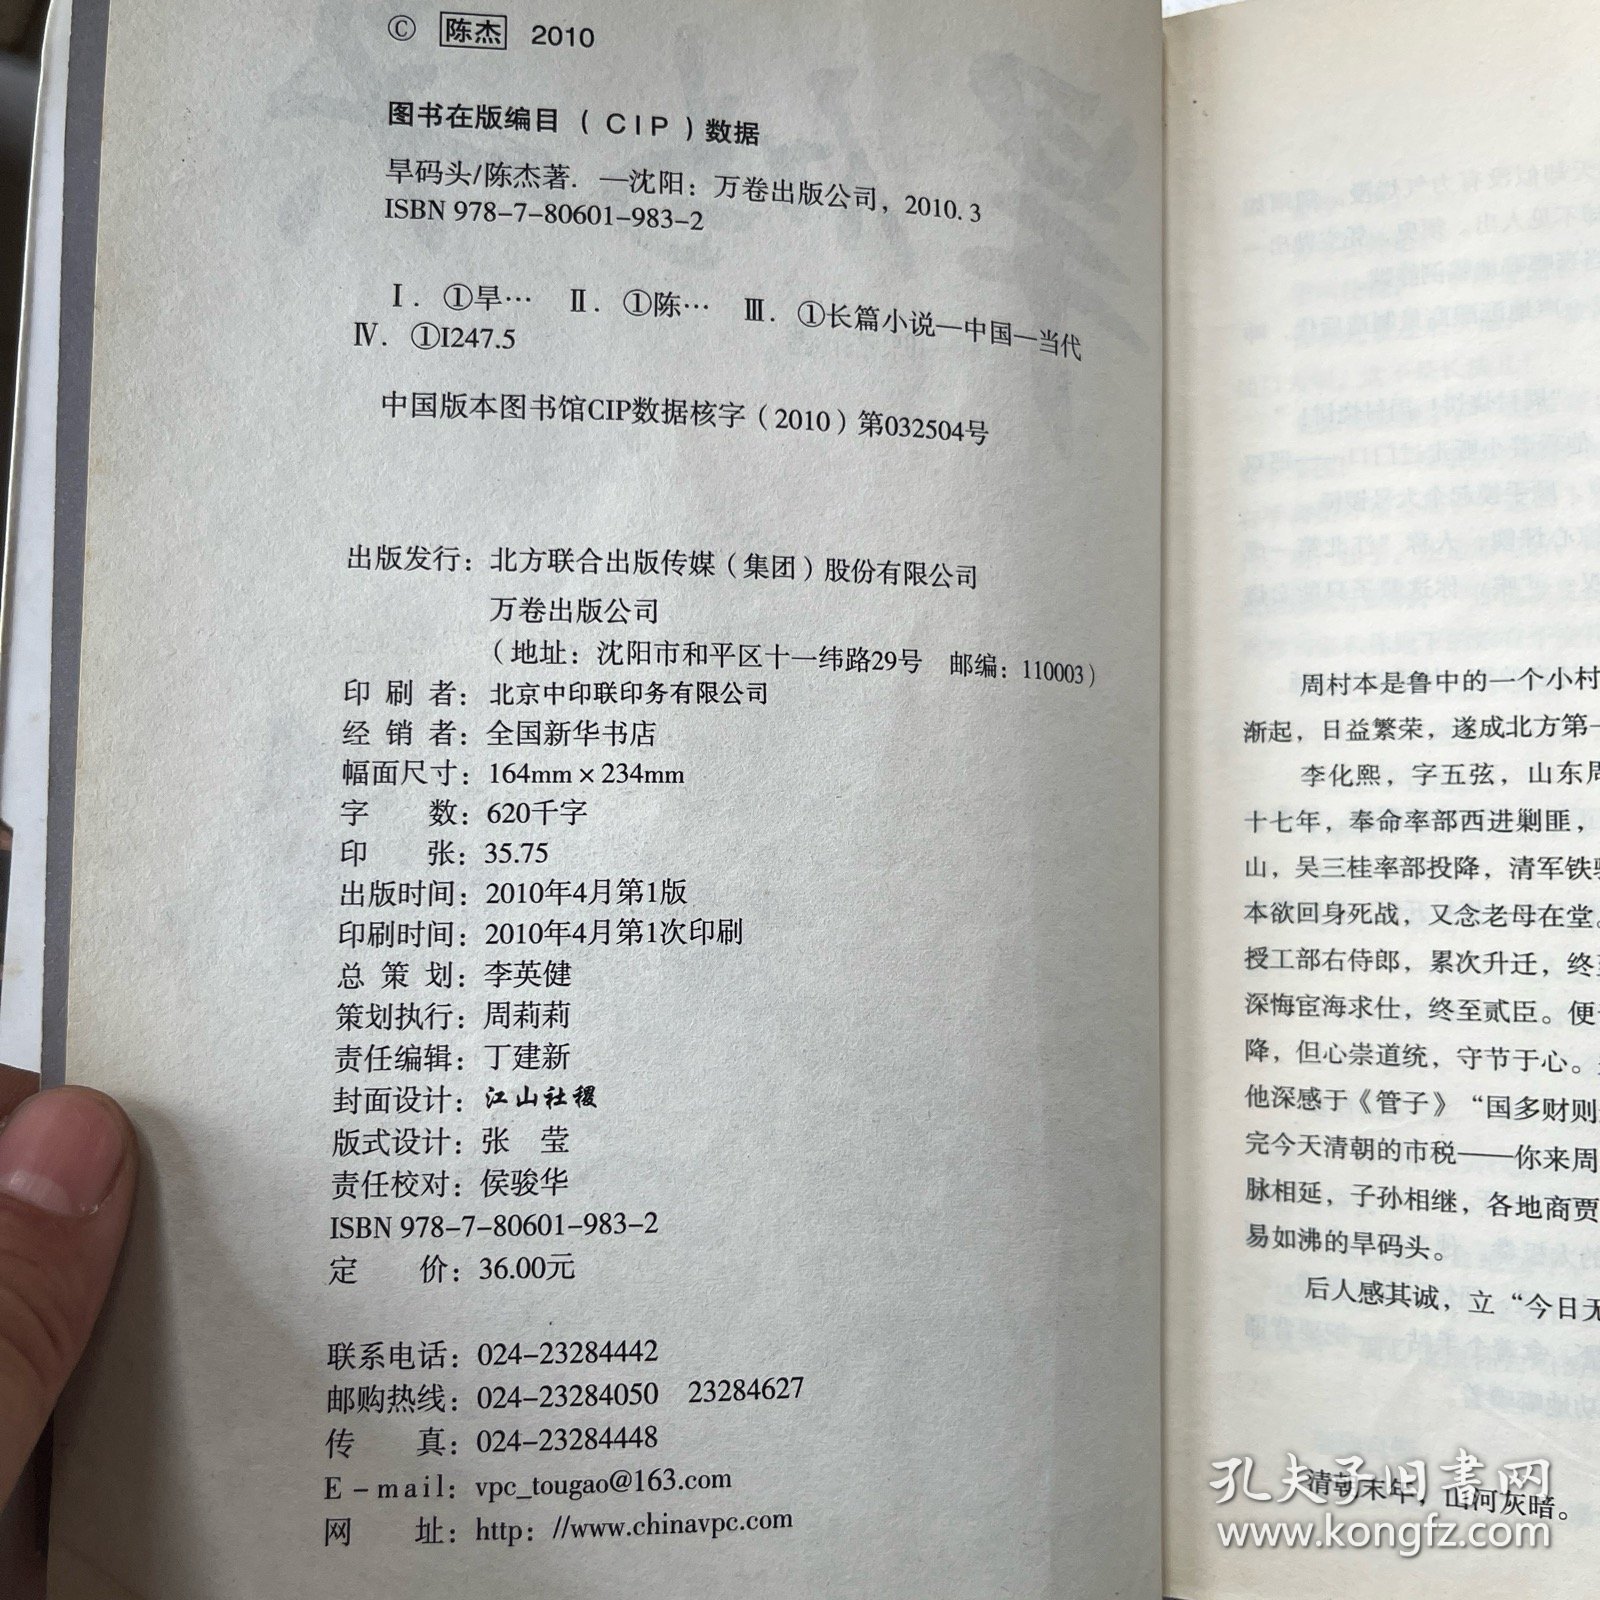 © 陈杰 2010
图书在版编目（CIP）数据
旱码头/陈杰著. —沈阳：万卷出版公司，2010.3
ISBN 978-7-80601-983-2
Ⅰ. ①旱… Ⅱ. ①陈… Ⅲ. ①长篇小说—中国—当代
Ⅳ. ①I247.5
中国版本图书馆CIP数据核字（2010）第032504号
出版发行：北方联合出版传媒（集团）股份有限公司
万卷出版公司
（地址：沈阳市和平区十一纬路29号 邮编：110003）
印 刷 者：北京中印联印务有限公司
经 销 者：全国新华书店
幅面尺寸：164mm×234mm
字 数：620千字
印 张：35.75
出版时间：2010年4月第1版
印刷时间：2010年4月第1次印刷
总 策 划：李英健
策划执行：周莉莉
责任编辑：丁建新
封面设计：江山社稷
版式设计：张 莹
责任校对：侯骏华
ISBN 978-7-80601-983-2
定 价：36.00元
联系电话：024-23284442
邮购热线：024-23284050 23284627
传 真：024-23284448
E-mail：vpc_tougao@163.com
网 址：http：//www.chinavpc.com
周村本是鲁中的一个小村
渐起，日益繁荣，遂成北方第一
李化熙，字五弦，山东周
十七年，奉命率部西进剿匪，
山，吴三桂率部投降，清军铁骑
本欲回身死战，又念老母在堂。
授工部右侍郎，累次升迁，终至
深悔宦海求仕，终至贰臣。便
降，但心崇道统，守节于心。
他深感于《管子》“国多财则
完今天清朝的市税——你来周
脉相延，子孙相继，各地商贾
易如沸的旱码头。
后人感其诚，立“今日无
清朝末年，山河灰暗。
孔夫子旧书网
www.kongfz.com